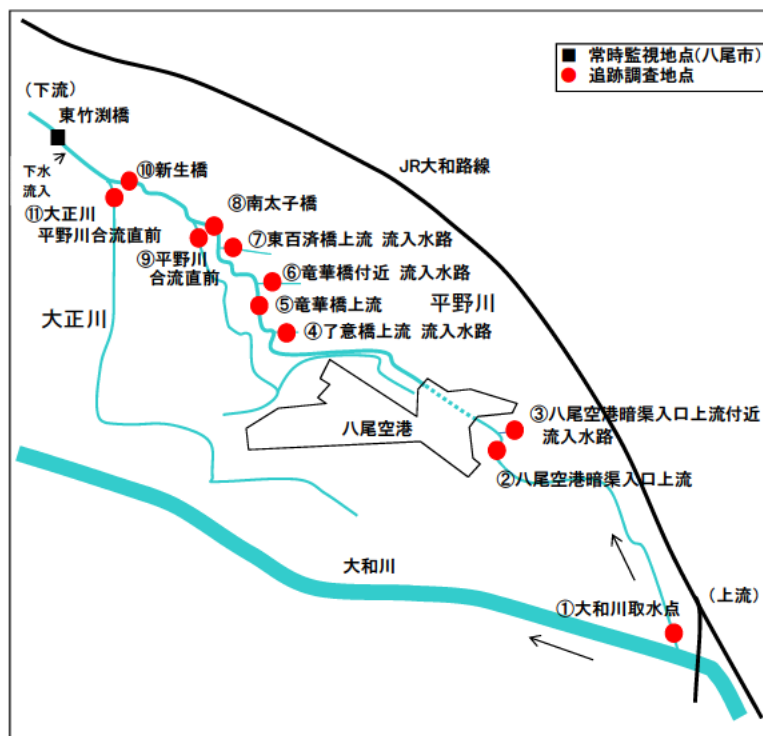 ■ 常時監視地点(八尾市)
● 追跡調査地点
(下流)
東竹渕橋
下水
流入
⑩新生橋
⑪大正川
平野川合流直前
JR大和路線
⑧南太子橋
⑦東百済橋上流 流入水路
⑨平野川
合流直前
⑥竜華橋付近 流入水路
⑤竜華橋上流
平野川
④了意橋上流 流入水路
大正川
八尾空港
③八尾空港暗渠入口上流付近
流入水路
②八尾空港暗渠入口上流
大和川
①大和川取水点
(上流)